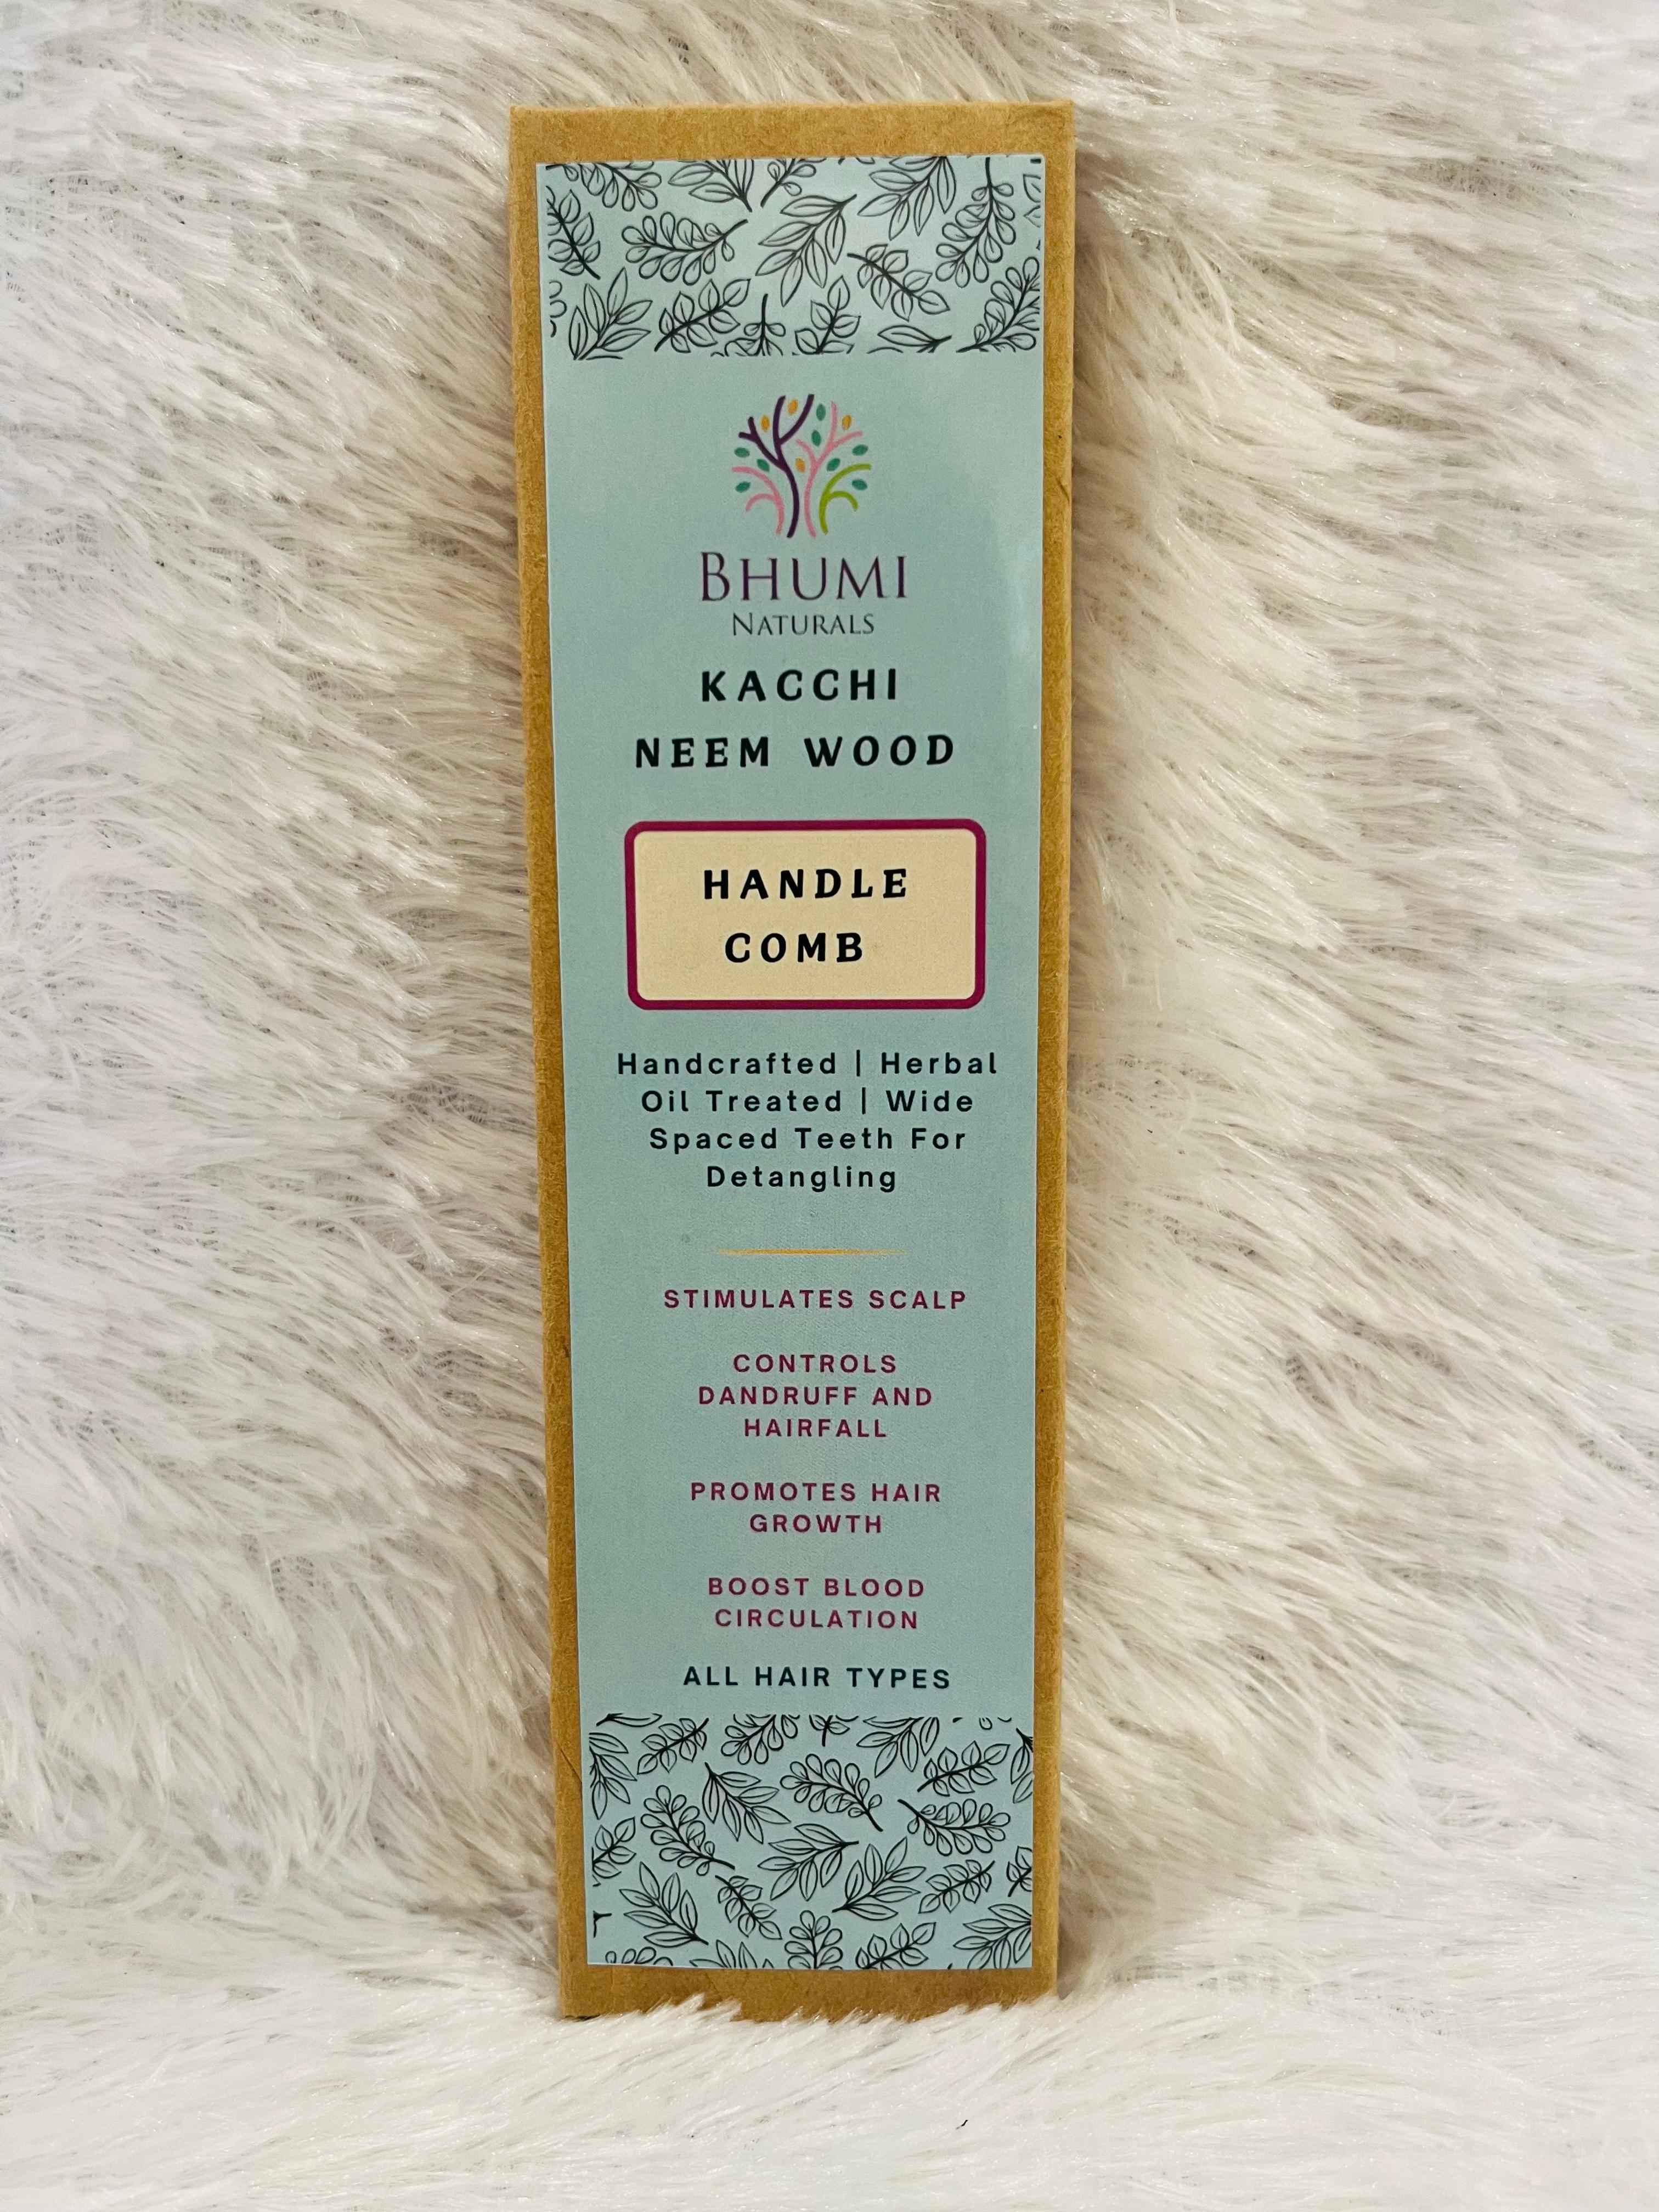 BHUMI
NATURALS
KACCHI
NEEM WOOD
HANDLE
COMB
Handcrafted | Herbal
Oil Treated | Wide
Spaced Teeth For
Detangling
STIMULATES SCALP
CONTROLS
DANDRUFF AND
HAIRFALL
PROMOTES HAIR
GROWTH
BOOST BLOOD
CIRCULATION
ALL HAIR TYPES